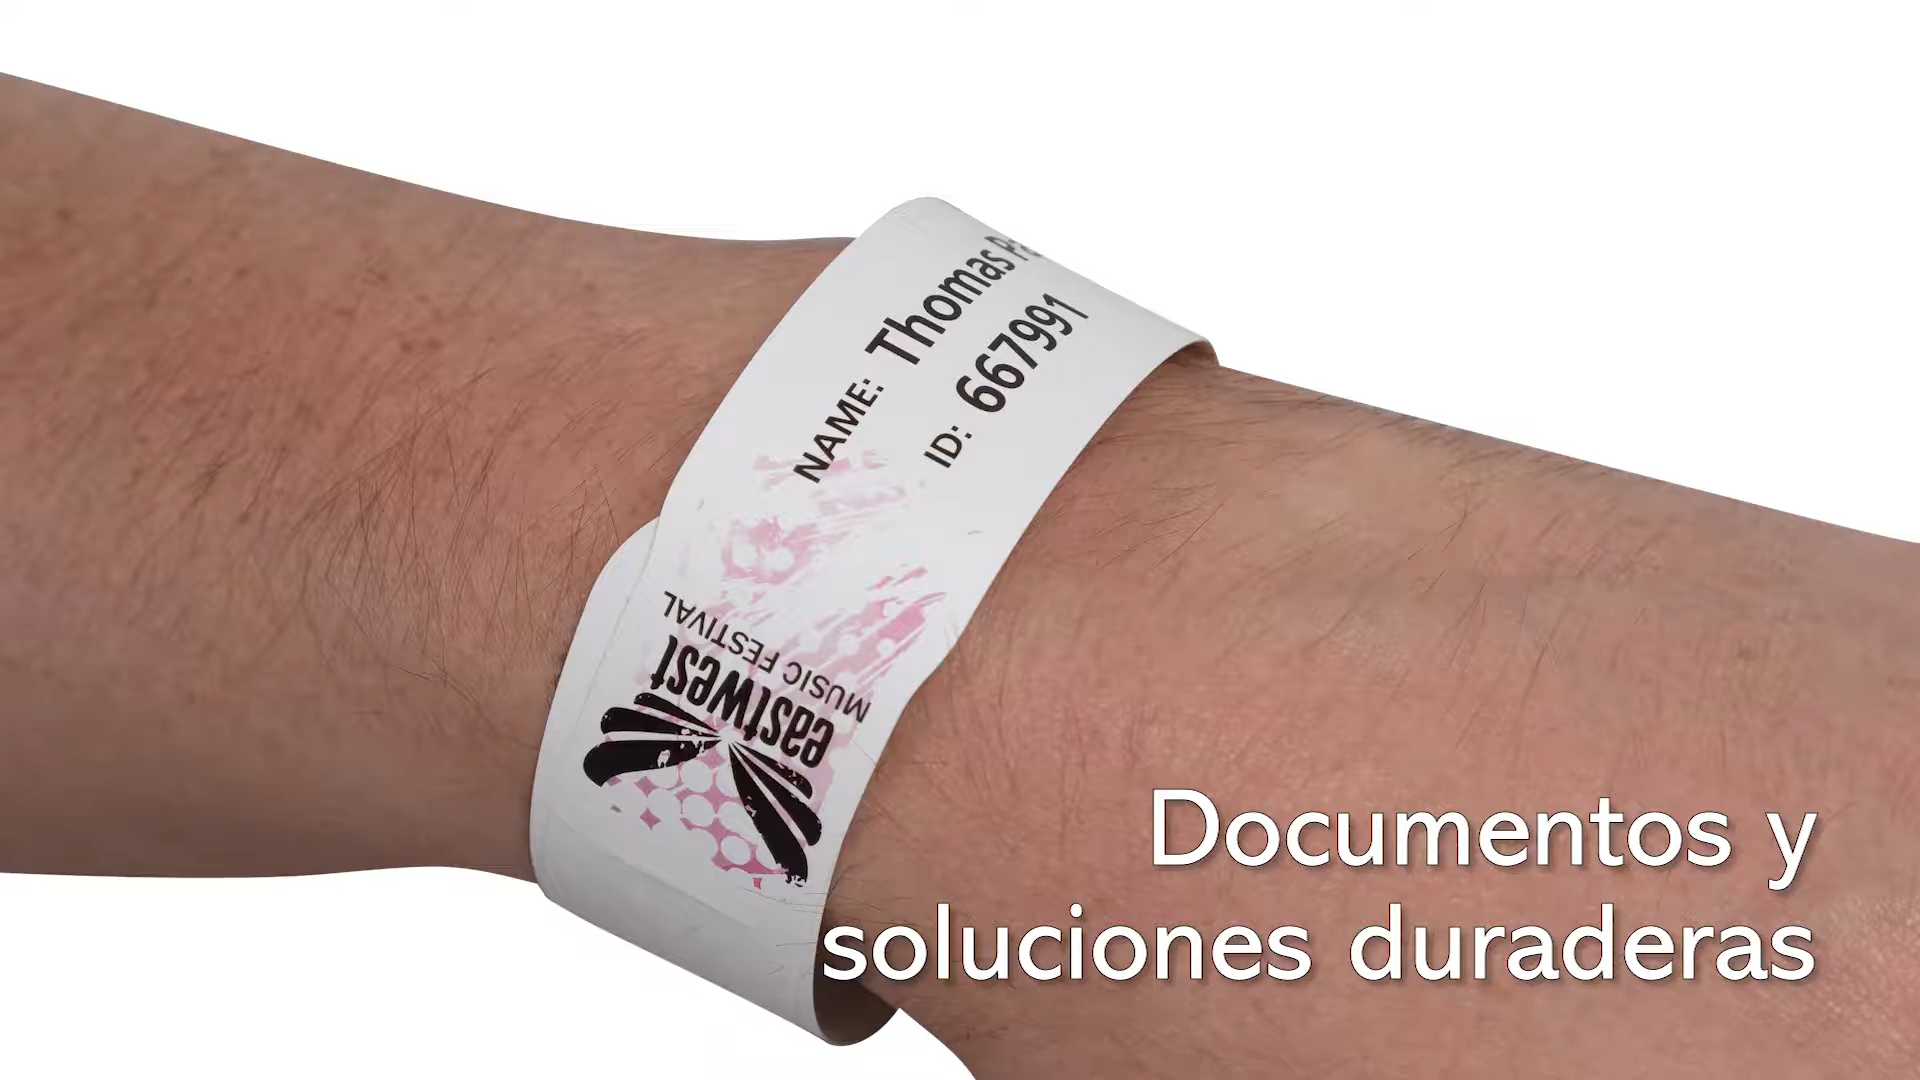 NAME: Thomas
ID: 667991
eastwest
MUSIC FESTIVAL
Documentos y
soluciones duraderas